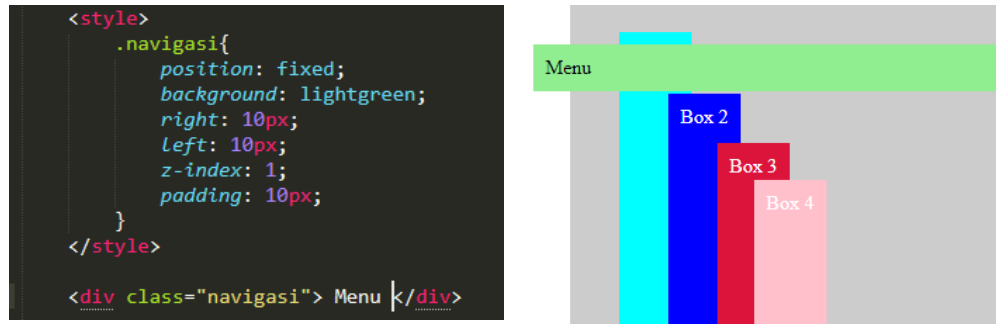 <style>
.navigasi{
position: fixed;
background: lightgreen;
right: 10px;
left: 10px;
z-index: 1;
padding: 10px;
}
</style>
<div class="navigasi"> Menu </div>
Menu
Box 2
Box 3
Box 4